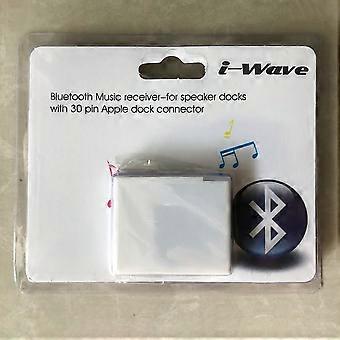 i-Wave
Bluetooth Music receiver-for speaker docks
with 30 pin Apple dock connector